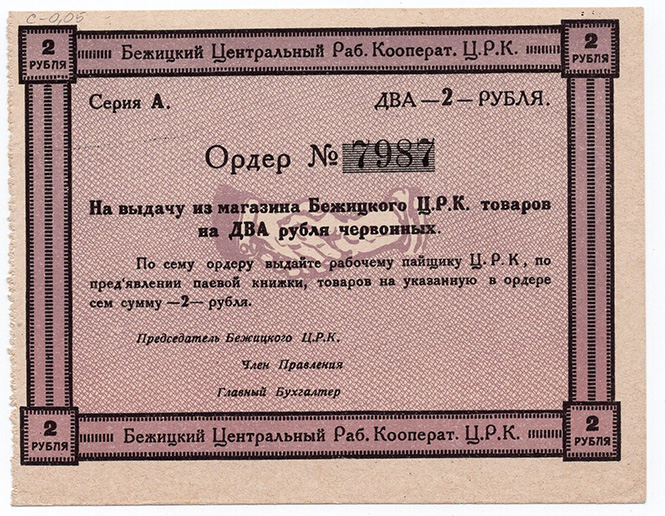 С-0,05
2 РУБЛЯ
Бежицкий Центральный Раб. Кооперат. Ц.Р.К.
2 РУБЛЯ
Серия А.
ДВА —2— РУБЛЯ.
Ордер № 7987
На выдачу из магазина Бежицкого Ц.Р.К. товаров
на ДВА рубля червонных.
По сему ордеру выдайте рабочему пайщику Ц. Р. К, по
пред'явлении паевой книжки, товаров на указанную в ордере
сем сумму —2— рубля.
Председатель Бежицкого Ц.Р.К.
Член Правления
Главный Бухгалтер
2 РУБЛЯ
Бежицкий Центральный Раб. Кооперат. Ц.Р.К.
2 РУБЛЯ